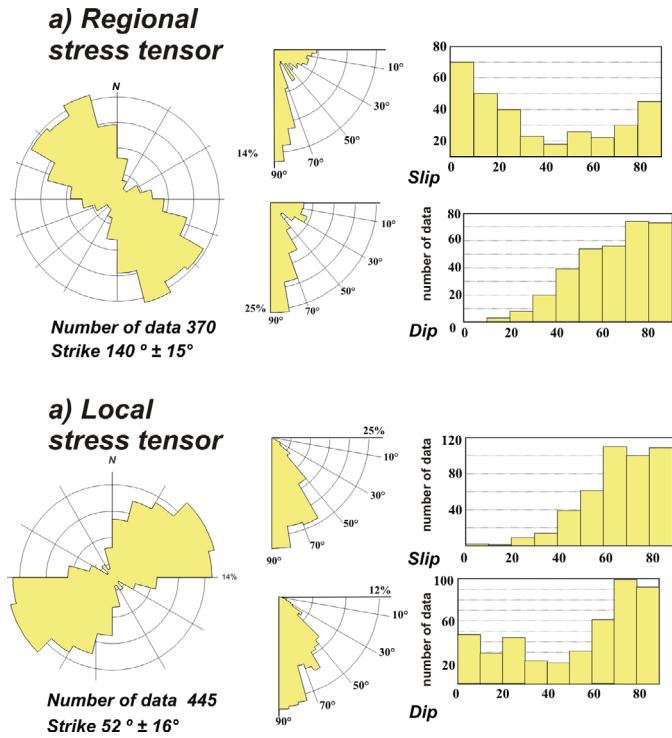 a) Regional
stress tensor
N
Number of data 370
Strike 140 º ± 15°
10°
30°
50°
70°
90°
14%
10°
30°
50°
70°
90°
25%
80
60
40
20
Slip
0 20 40 60 80
number of data
80
60
40
20
0
Dip
20 40 60 80
a) Local
stress tensor
N
14%
Number of data 445
Strike 52 º ± 16°
25%
10°
30°
50°
70°
90°
12%
10°
30°
50°
70°
90°
number of data
120
80
40
Slip
0 20 40 60 80
number of data
100
60
20
Dip
0 20 40 60 80